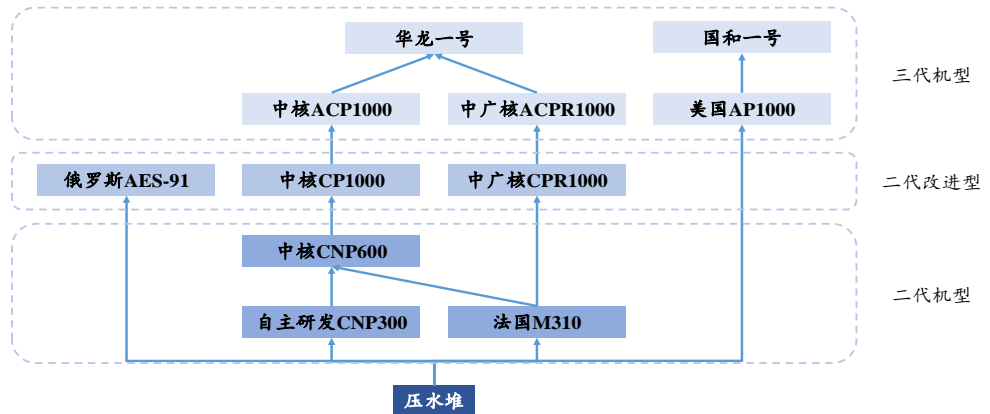 华龙一号
国和一号
三代机型
中核ACP1000
中广核ACPR1000
美国AP1000
俄罗斯AES-91
中核CP1000
中广核CPR1000
二代改进型
中核CNP600
二代机型
自主研发CNP300
法国M310
压水堆